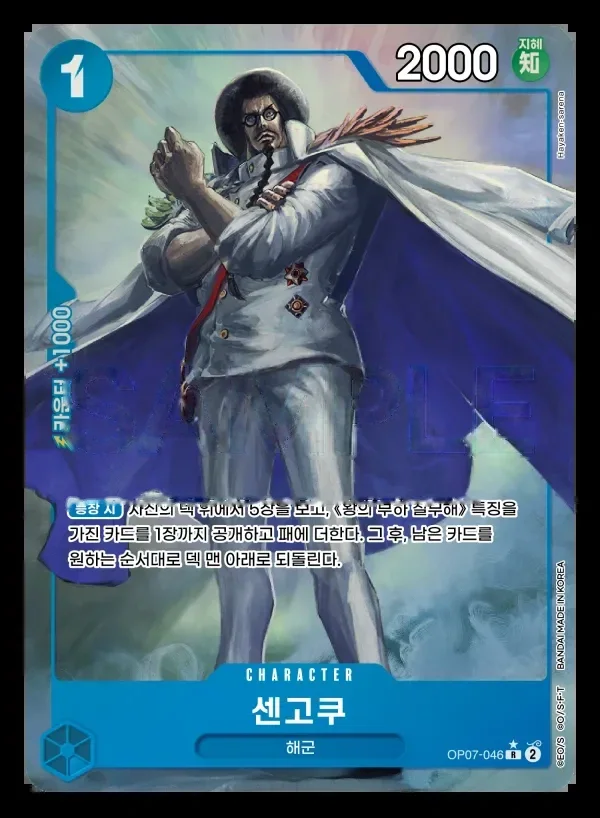 1
2000
지혜
知
Hayaken-sarena
카운터 +1000
SAMPLE
등장 시 자신의 덱 위에서 5장을 보고, 《왕의 부하 칠무해》 특징을
가진 카드를 1장까지 공개하고 패에 더한다. 그 후, 남은 카드를
원하는 순서대로 덱 맨 아래로 되돌린다.
CHARACTER
센고쿠
해군
OP07-046 R 2
©E.O/S ©O/S·F·T BANDAI MADE IN KOREA